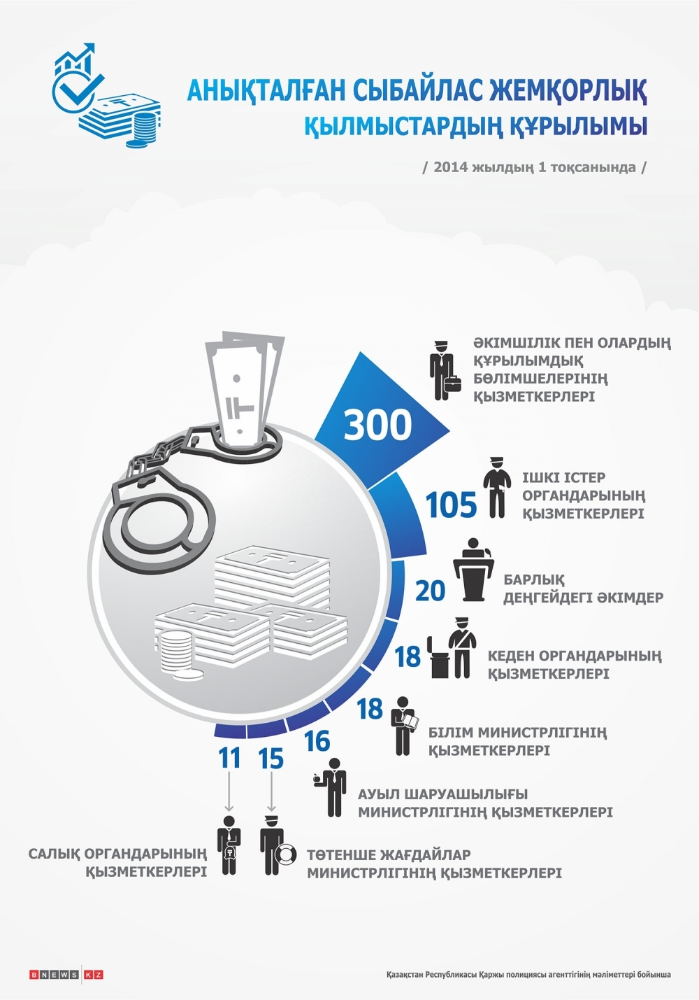 АНЫҚТАЛҒАН СЫБАЙЛАС ЖЕМҚОРЛЫҚ
ҚЫЛМЫСТАРДЫҢ ҚҰРЫЛЫМЫ
/ 2014 жылдың 1 тоқсанында /
300
ӘКІМШІЛІК ПЕН ОЛАРДЫҢ
ҚҰРЫЛЫМДЫҚ
БӨЛІМШЕЛЕРІНІҢ
ҚЫЗМЕТКЕРЛЕРІ
105
ІШКІ ІСТЕР
ОРГАНДАРЫНЫҢ
ҚЫЗМЕТКЕРЛЕРІ
20
БАРЛЫҚ
ДЕҢГЕЙДЕГІ ӘКІМДЕР
18
КЕДЕН ОРГАНДАРЫНЫҢ
ҚЫЗМЕТКЕРЛЕРІ
18
БІЛІМ МИНИСТРЛІГІНІҢ
ҚЫЗМЕТКЕРЛЕРІ
16
АУЫЛ ШАРУАШЫЛЫҒЫ
МИНИСТРЛІГІНІҢ ҚЫЗМЕТКЕРЛЕРІ
15
ТӨТЕНШЕ ЖАҒДАЙЛАР
МИНИСТРЛІГІНІҢ ҚЫЗМЕТКЕРЛЕРІ
11
САЛЫҚ ОРГАНДАРЫНЫҢ
ҚЫЗМЕТКЕРЛЕРІ
BNEWS KZ
Қазақстан Республикасы Қаржы полициясы агенттігінің мәліметтері бойынша